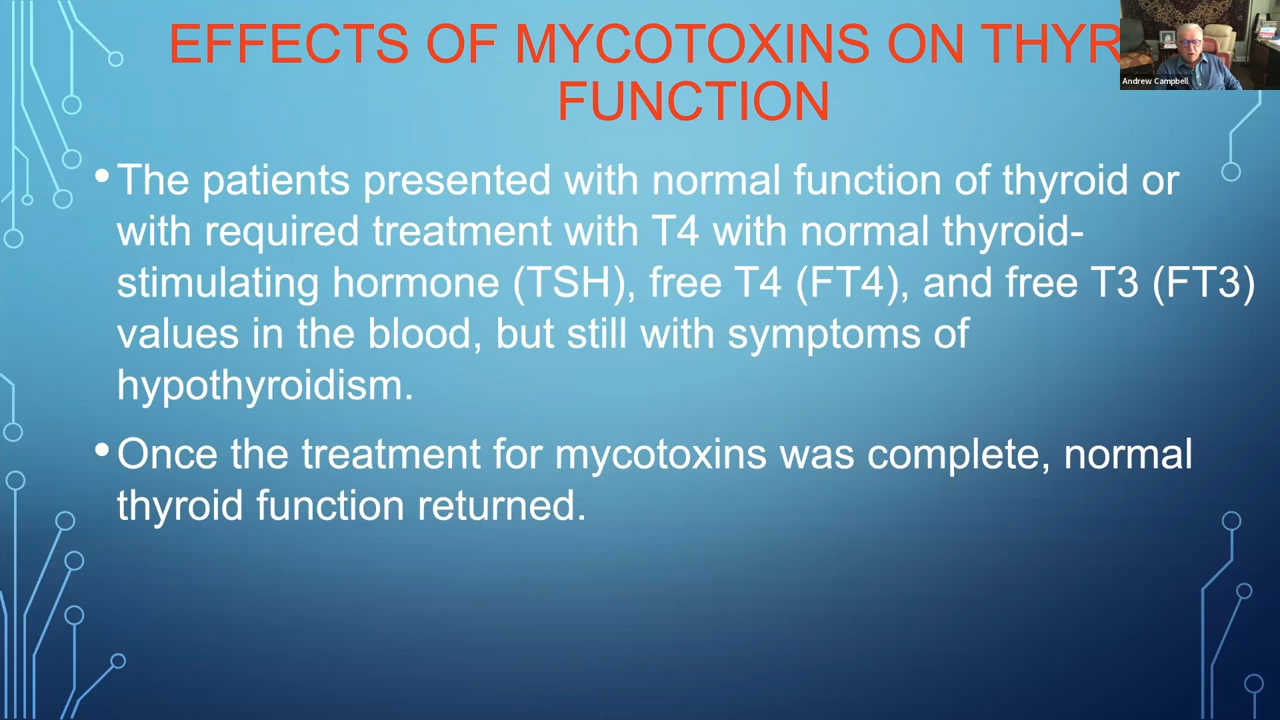 EFFECTS OF MYCOTOXINS ON THYR
FUNCTION
Andrew Campbell
• The patients presented with normal function of thyroid or
with required treatment with T4 with normal thyroid-
stimulating hormone (TSH), free T4 (FT4), and free T3 (FT3)
values in the blood, but still with symptoms of
hypothyroidism.
• Once the treatment for mycotoxins was complete, normal
thyroid function returned.